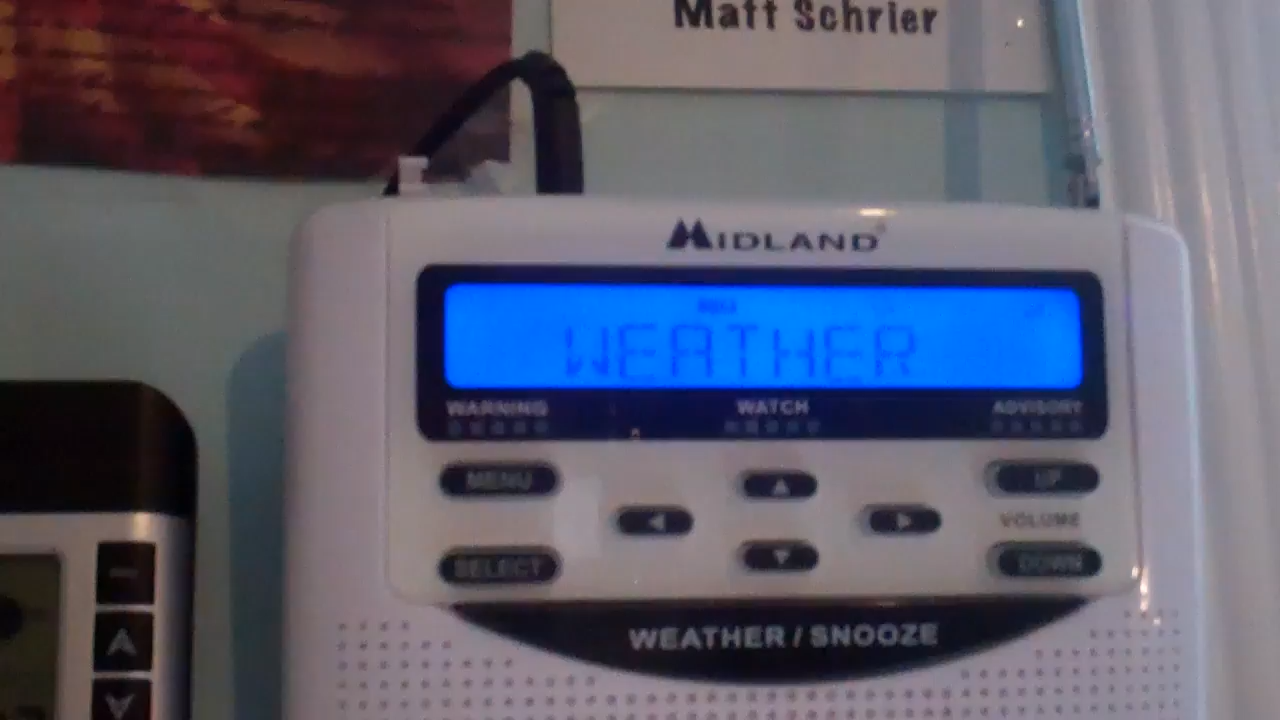 Matt Schrier
MIDLAND
WEATHER
WARNING WATCH ADVISORY
MENU UP
VOLUME
SELECT DOWN
WEATHER / SNOOZE